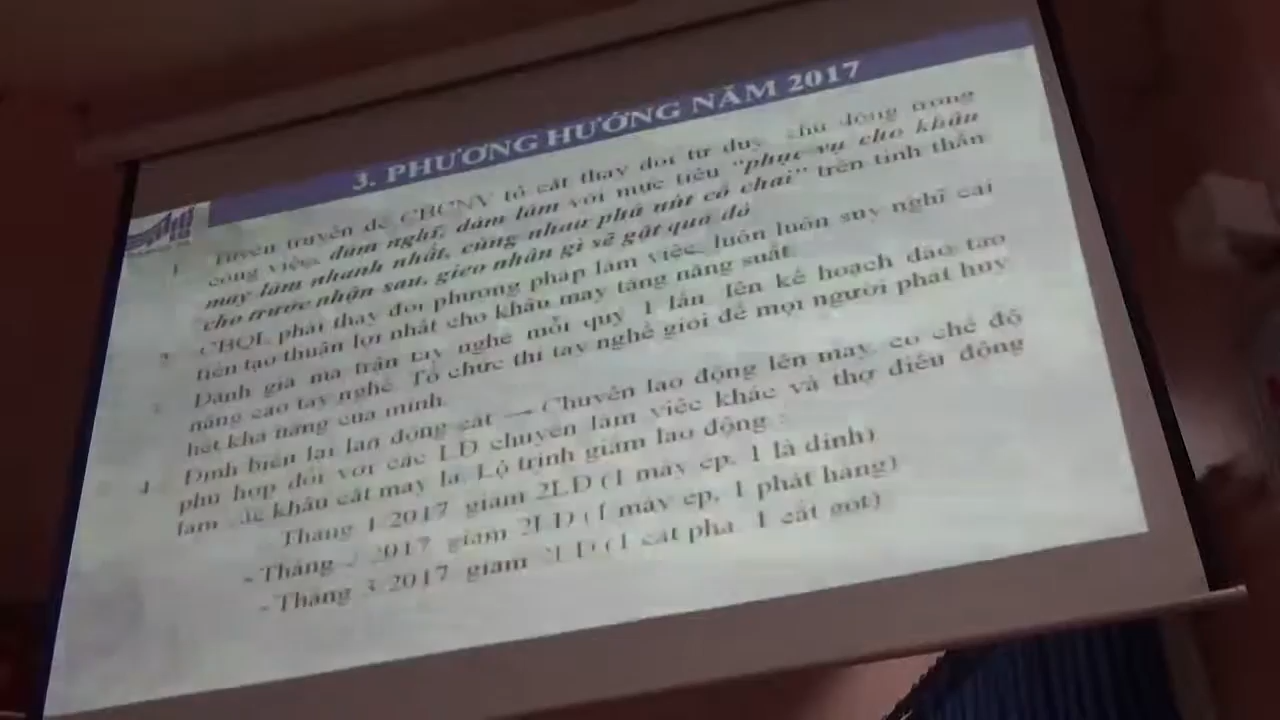 3. PHƯƠNG HƯỚNG NĂM 2017
1. Tuyên truyền để CBCNV tổ cắt thay đổi tư duy, chủ động trong
công việc, dám nghĩ, dám làm với mục tiêu “phục vụ cho khâu
may làm nhanh nhất, cùng nhau phá nút cổ chai” trên tinh thần
cho trước nhận sau, gieo nhân gì sẽ gặt quả đó
2. CBQL phải thay đổi phương pháp làm việc, luôn luôn suy nghĩ cải
tiến tạo thuận lợi nhất cho khâu may tăng năng suất.
3. Đánh giá ma trận tay nghề mỗi quý 1 lần, lên kế hoạch đào tạo
nâng cao tay nghề. Tổ chức thi tay nghề giỏi để mọi người phát huy
hết khả năng của mình.
4. Định biên lại lao động cắt → Chuyển lao động lên may, có chế độ
phù hợp đối với các LĐ chuyển làm việc khác và thợ điều động
làm các khâu cắt may là. Lộ trình giảm lao động :
Tháng 1/2017 giảm 2LĐ (1 máy ép, 1 là dính)
- Tháng 2/2017 giảm 2LĐ (1 máy ép, 1 phát hàng)
- Tháng 3/2017 giảm 2LĐ (1 cắt phá, 1 cắt gọt)